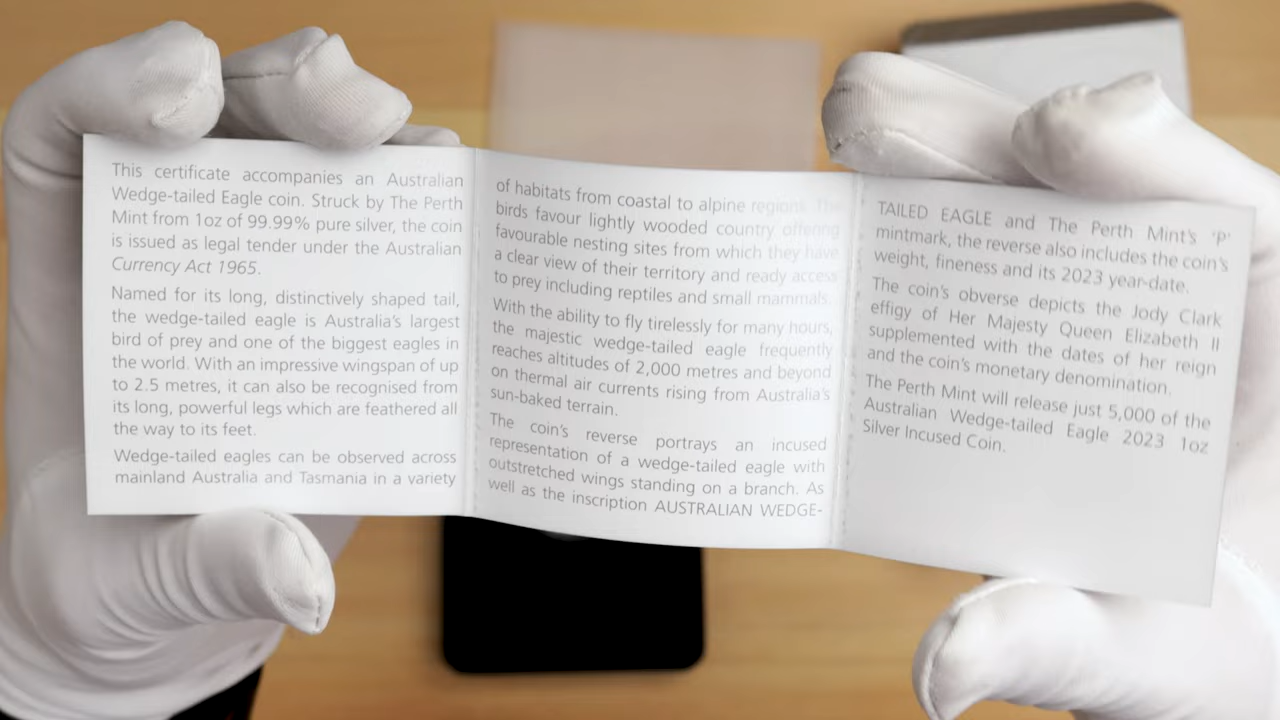 This certificate accompanies an Australian
Wedge-tailed Eagle coin. Struck by The Perth
Mint from 1oz of 99.99% pure silver, the coin
is issued as legal tender under the Australian
Currency Act 1965.
Named for its long, distinctively shaped tail,
the wedge-tailed eagle is Australia's largest
bird of prey and one of the biggest eagles in
the world. With an impressive wingspan of up
to 2.5 metres, it can also be recognised from
its long, powerful legs which are feathered all
the way to its feet.
Wedge-tailed eagles can be observed across
mainland Australia and Tasmania in a variety
of habitats from coastal to alpine regions. The
birds favour lightly wooded country offering
favourable nesting sites from which they have
a clear view of their territory and ready access
to prey including reptiles and small mammals.
With the ability to fly tirelessly for many hours,
the majestic wedge-tailed eagle frequently
reaches altitudes of 2,000 metres and beyond
on thermal air currents rising from Australia's
sun-baked terrain.
The coin's reverse portrays an incused
representation of a wedge-tailed eagle with
outstretched wings standing on a branch. As
well as the inscription AUSTRALIAN WEDGE-
TAILED EAGLE and The Perth Mint's 'P'
mintmark, the reverse also includes the coin's
weight, fineness and its 2023 year-date.
The coin's obverse depicts the Jody Clark
effigy of Her Majesty Queen Elizabeth II
supplemented with the dates of her reign
and the coin's monetary denomination.
The Perth Mint will release just 5,000 of the
Australian Wedge-tailed Eagle 2023 1oz
Silver Incused Coin.